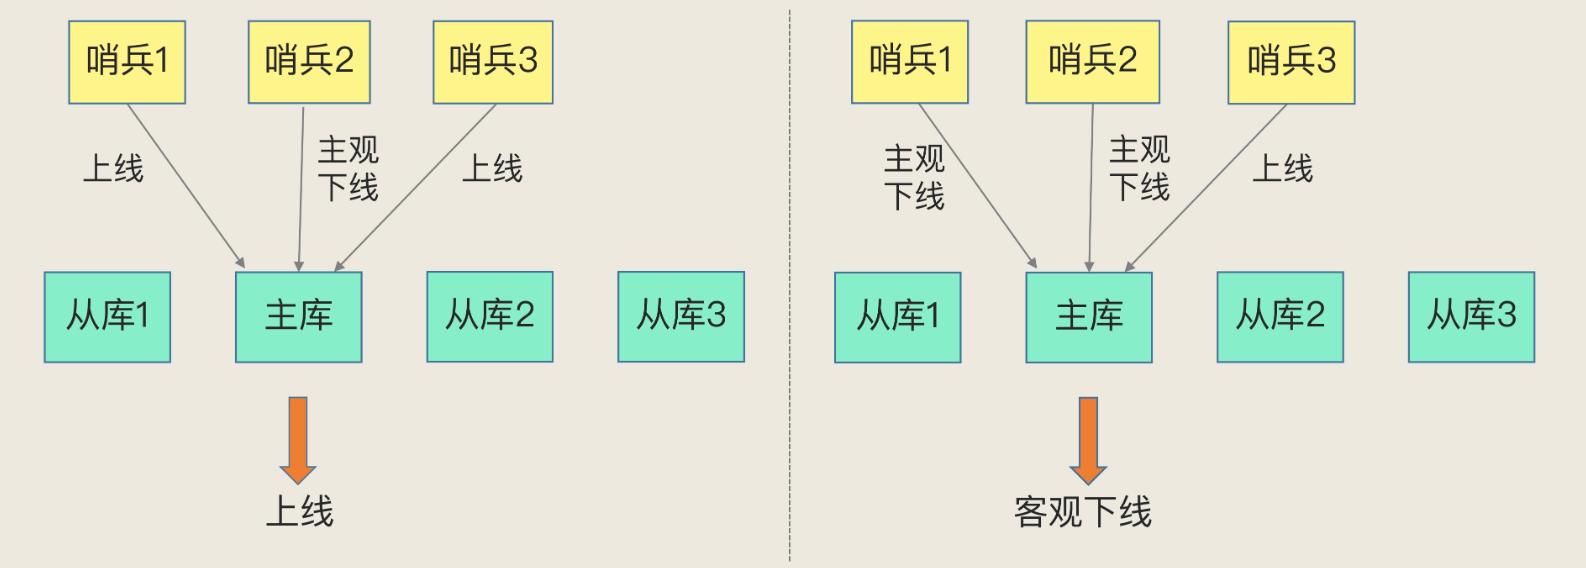 哨兵1
哨兵2
哨兵3
上线
主观
下线
上线
从库1
主库
从库2
从库3
上线
哨兵1
哨兵2
哨兵3
主观
下线
主观
下线
上线
从库1
主库
从库2
从库3
客观下线